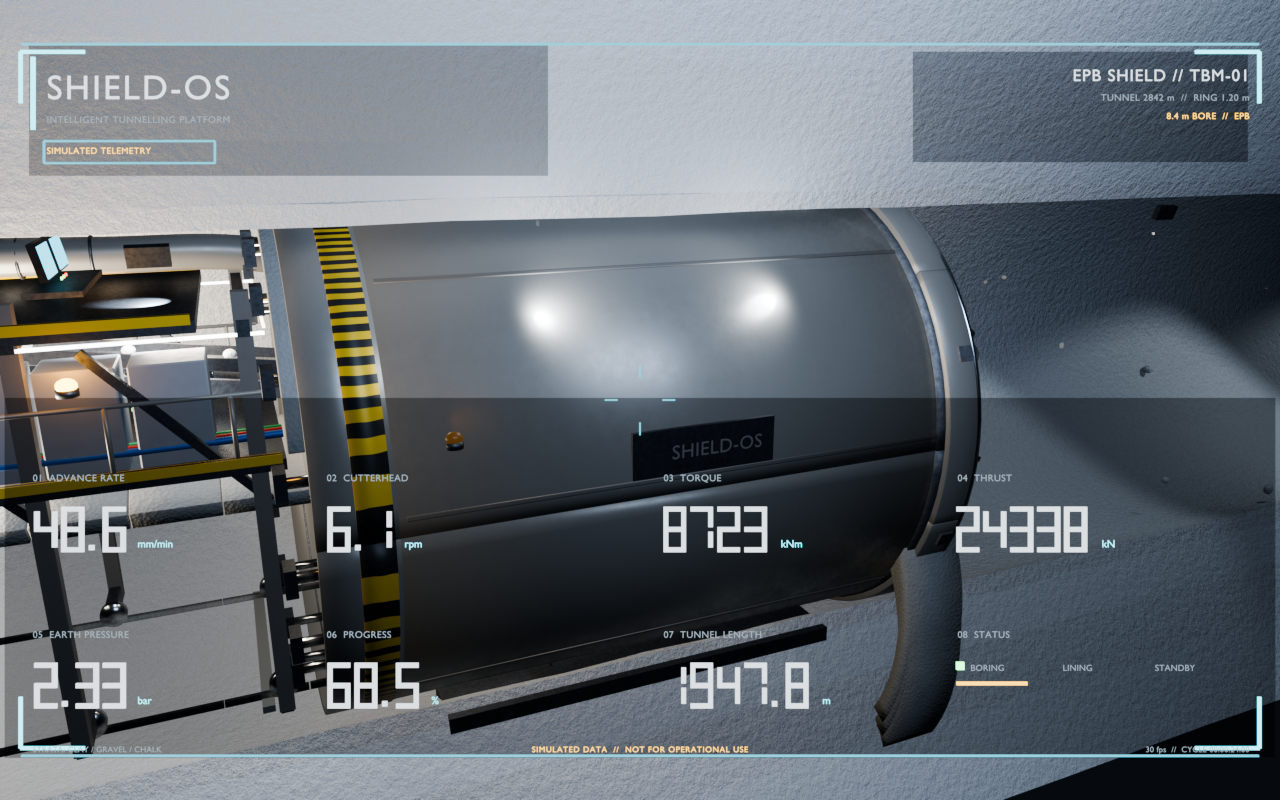 SHIELD-OS
INTELLIGENT TUNNELLING PLATFORM
SIMULATED TELEMETRY
EPB SHIELD // TBM-01
TUNNEL 2842 m // RING 1.20 m
8.4 m BORE // EPB
SHIELD-OS
01 ADVANCE RATE
48.6 mm/min
02 CUTTERHEAD
6.1 rpm
03 TORQUE
8723 kNm
04 THRUST
24338 kN
05 EARTH PRESSURE
2.33 bar
06 PROGRESS
68.5 %
07 TUNNEL LENGTH
1947.8 m
08 STATUS
BORING
LINING
STANDBY
/ GRAVEL / CHALK
SIMULATED DATA // NOT FOR OPERATIONAL USE
30 fps //